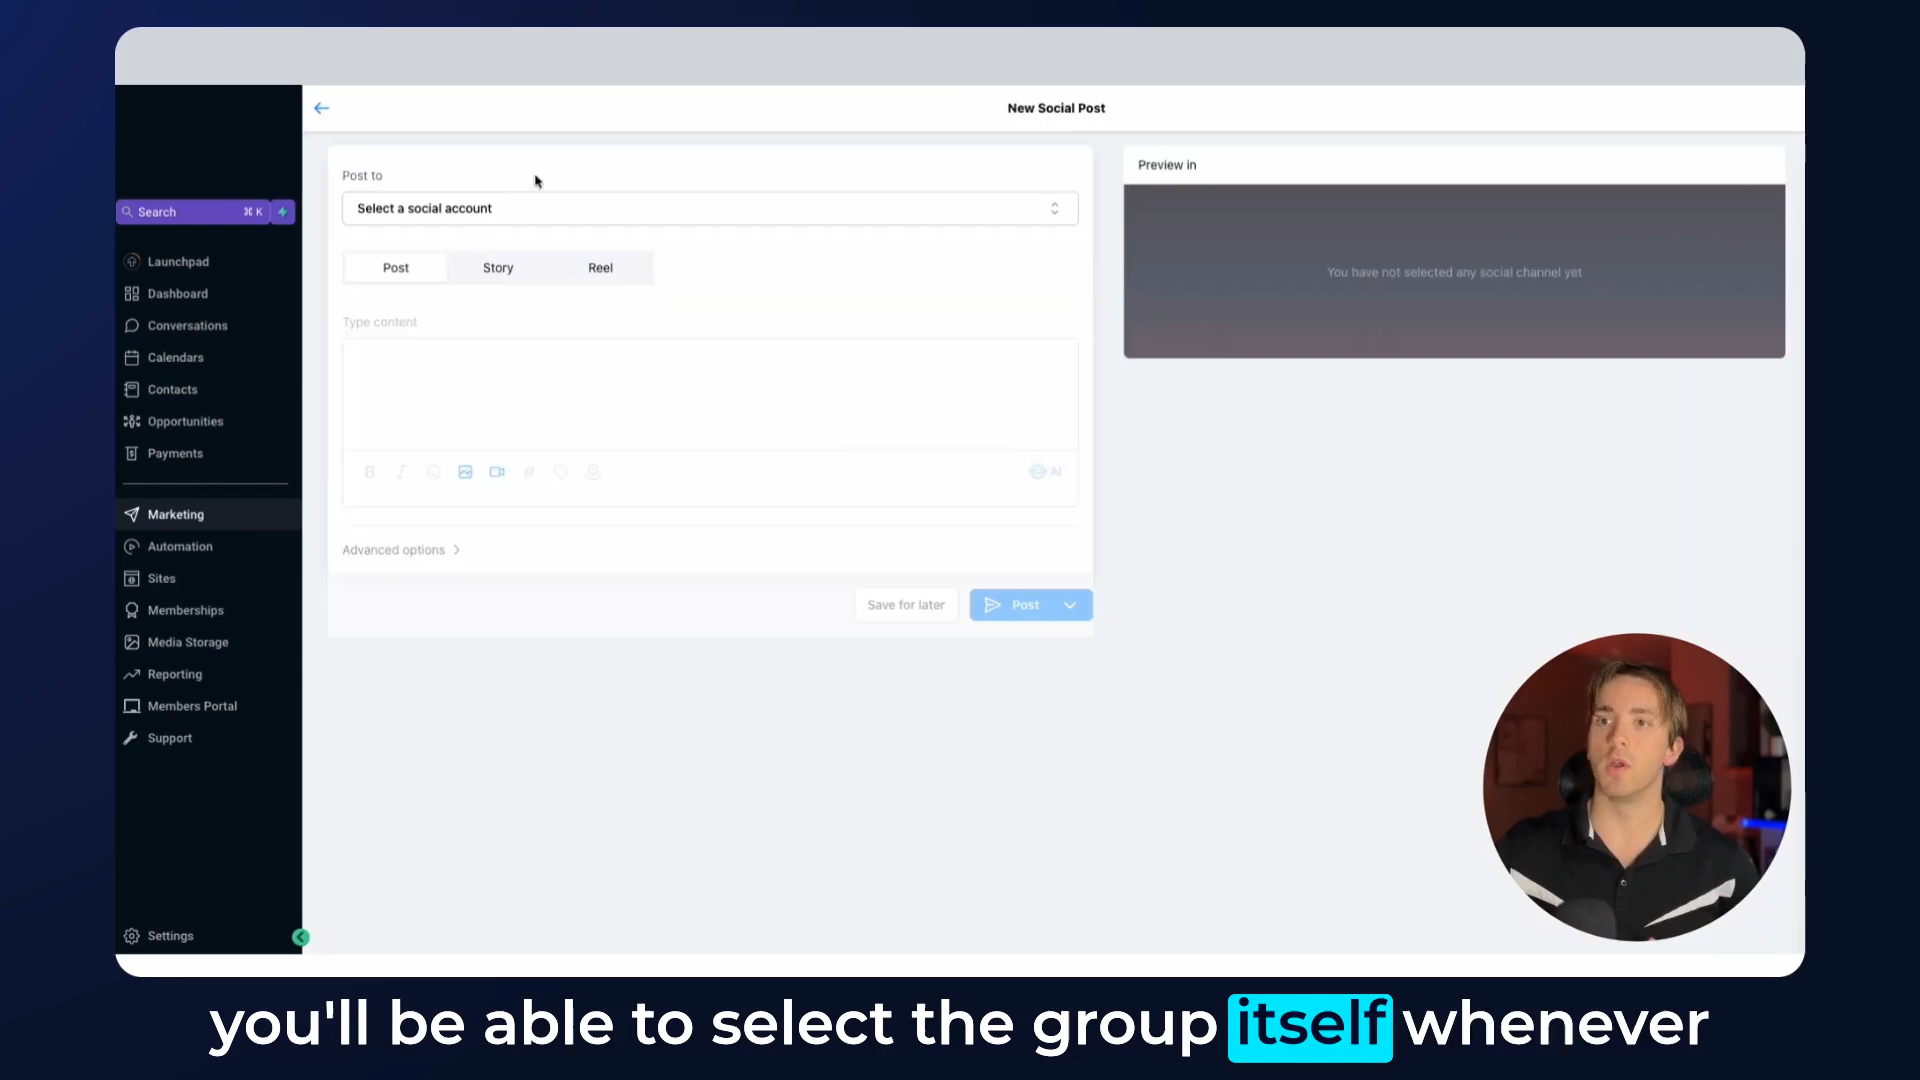 New Social Post
Search ⌘ K
Launchpad
Dashboard
Conversations
Calendars
Contacts
Opportunities
Payments
Marketing
Automation
Sites
Memberships
Media Storage
Reporting
Members Portal
Support
Settings
Post to
Select a social account
Post Story Reel
Type content
B I # AI
Advanced options
Save for later Post
Preview in
You have not selected any social channel yet
you'll be able to select the group itself whenever